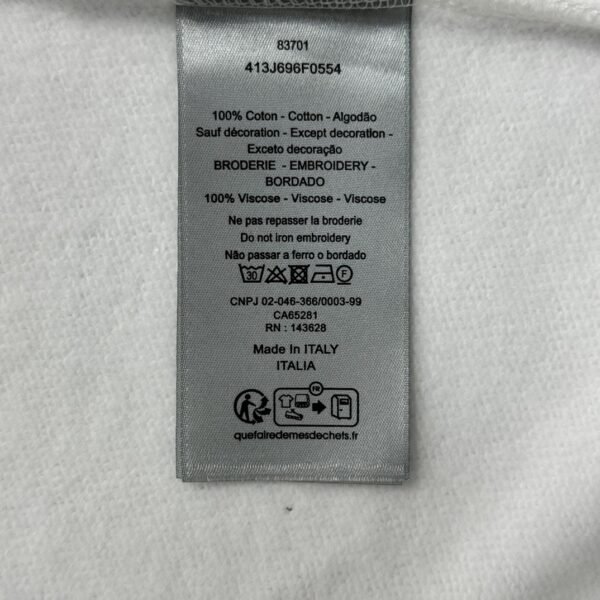 83701
413J696F0554
100% Coton - Cotton - Algodão
Sauf décoration - Except decoration -
Exceto decoração
BRODERIE - EMBROIDERY -
BORDADO
100% Viscose - Viscose - Viscose
Ne pas repasser la broderie
Do not iron embroidery
Não passar a ferro o bordado
30 F
CNPJ 02-046-366/0003-99
CA65281
RN : 143628
Made In ITALY
ITALIA
FR
quefairedemesdechets.fr